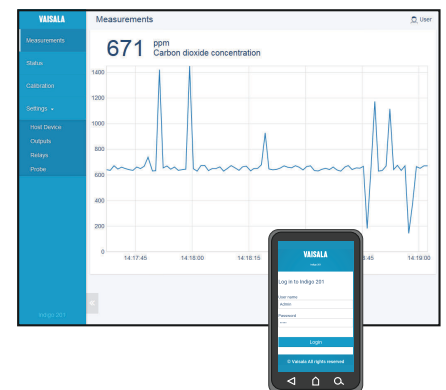 VAISALA
Measurements
User
Measurements
Status
Calibration
Settings
Host Device
Outputs
Relays
Probe
Indigo 201
671 ppm
Carbon dioxide concentration
1400
1200
1000
800
600
400
200
0
14:17:45
14:18:00
14:18:15
:45
14:19:00
VAISALA
Log in to Indigo 201
User name
Admin
Password
Login
© Vaisala All rights reserved